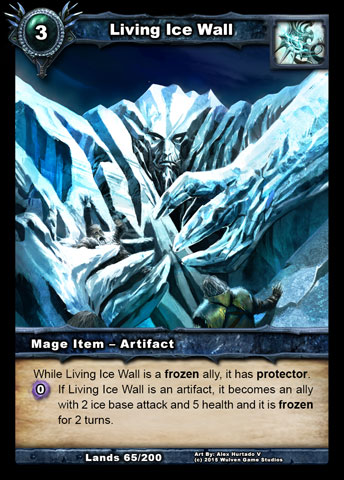 3
Living Ice Wall
Mage Item – Artifact
While Living Ice Wall is a frozen ally, it has protector.
0 If Living Ice Wall is an artifact, it becomes an ally
with 2 ice base attack and 5 health and it is frozen
for 2 turns.
Lands 65/200
Art By: Alex Hurtado V
(c) 2015 Wulven Game Studios